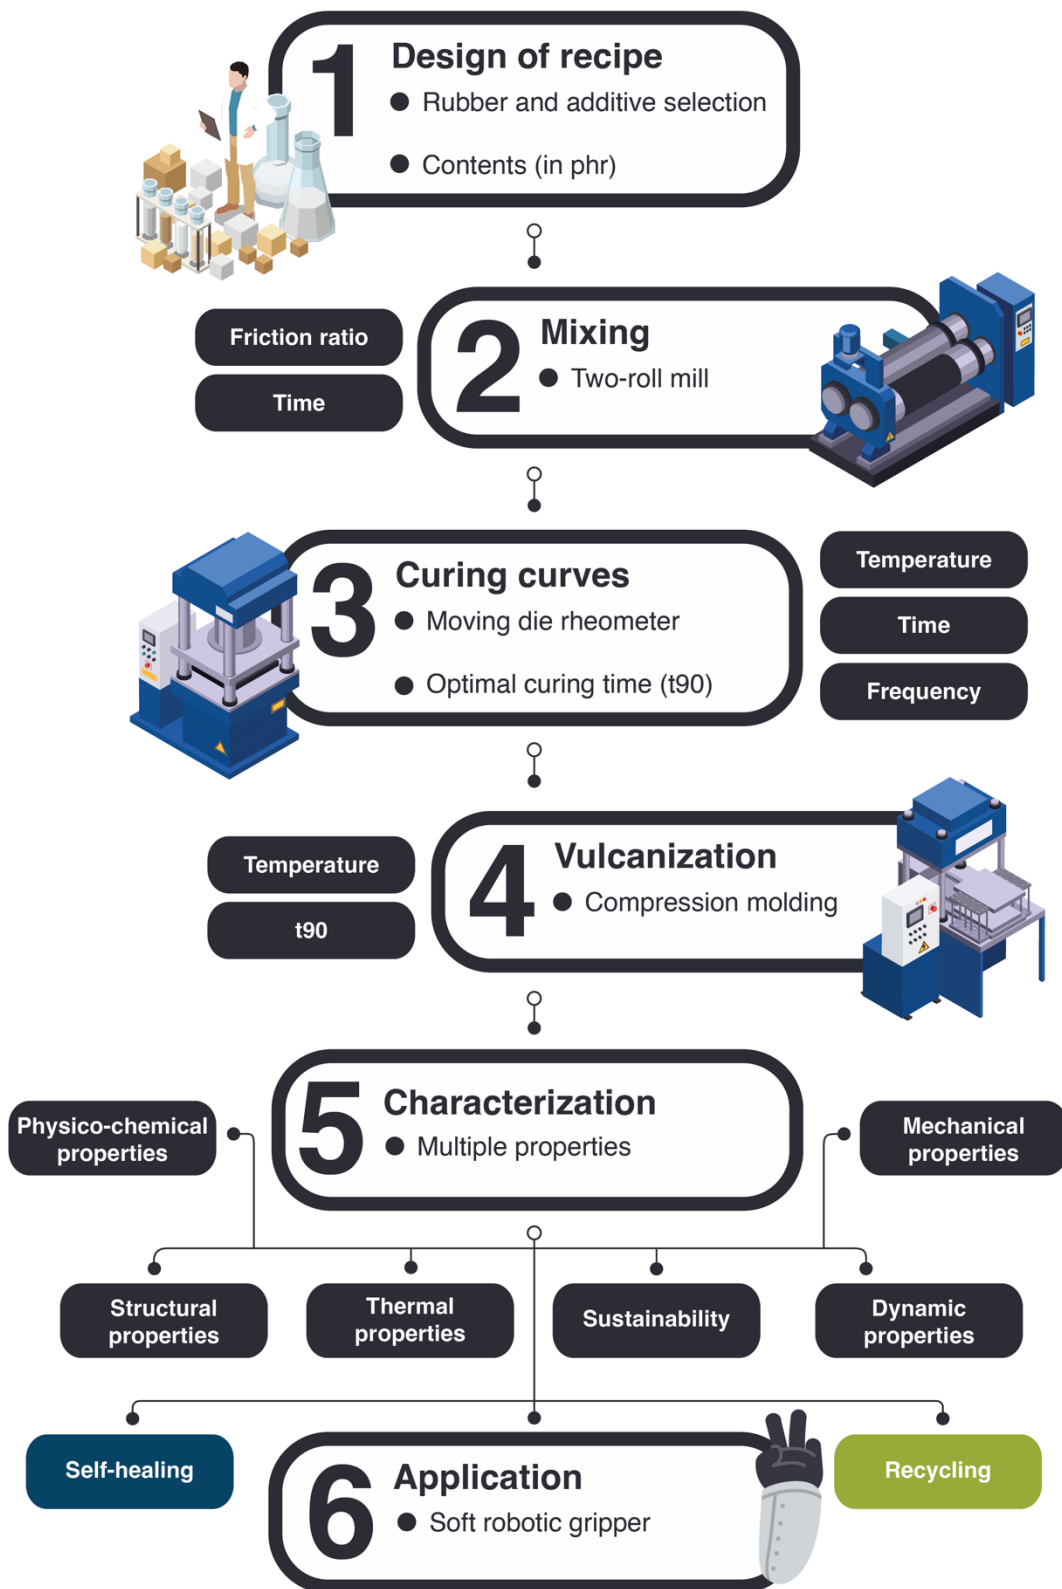 1
Design of recipe
● Rubber and additive selection
● Contents (in phr)
Friction ratio
Time
2
Mixing
● Two-roll mill
3
Curing curves
● Moving die rheometer
● Optimal curing time (t90)
Temperature
Time
Frequency
Temperature
t90
4
Vulcanization
● Compression molding
5
Characterization
● Multiple properties
Physico-chemical
properties
Mechanical
properties
Structural
properties
Thermal
properties
Sustainability
Dynamic
properties
Self-healing
6
Application
● Soft robotic gripper
Recycling